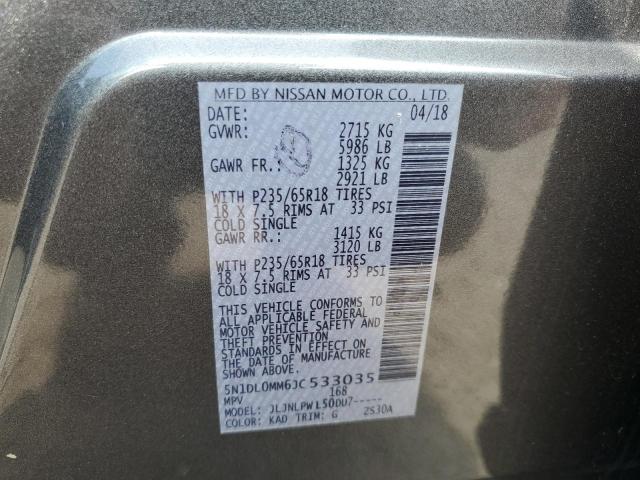 MFD BY NISSAN MOTOR CO., LTD.
DATE: 04/18
GVWR: 2715 KG
5986 LB
GAWR FR.: 1325 KG
2921 LB
WITH P235/65R18 TIRES
18 X 7.5 RIMS AT 33 PSI
COLD SINGLE
GAWR RR.: 1415 KG
3120 LB
WITH P235/65R18 TIRES
18 X 7.5 RIMS AT 33 PSI
COLD SINGLE
THIS VEHICLE CONFORMS TO
ALL APPLICABLE FEDERAL
MOTOR VEHICLE SAFETY AND
THEFT PREVENTION
STANDARDS IN EFFECT ON THE
DATE OF MANUFACTURE
5N1DL0MM6JC533035
MPV 168
MODEL: JLJNLPWL50DU7-----
COLOR: KAD TRIM: G 2S30A